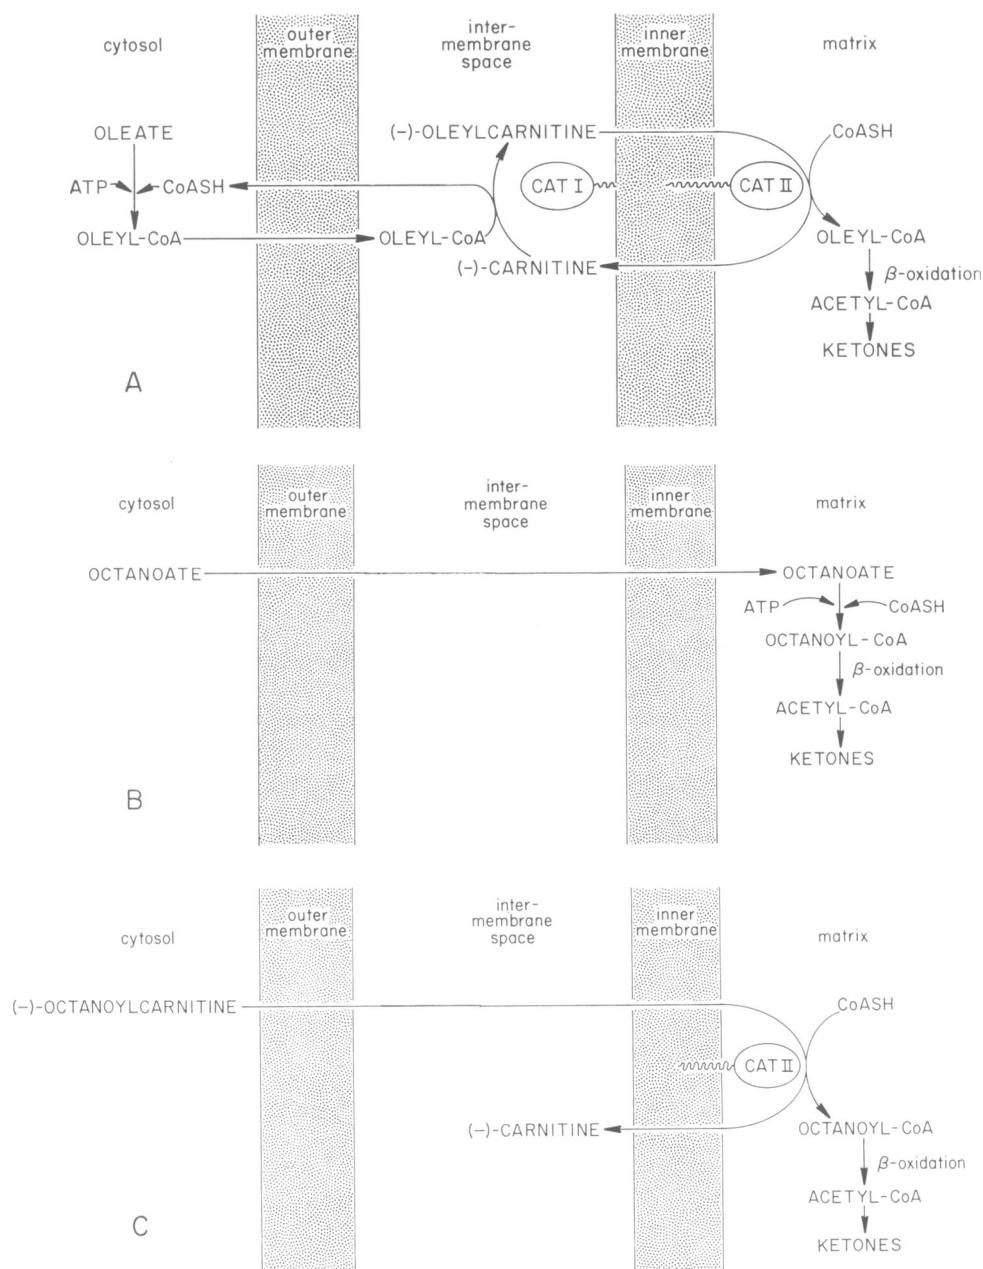 cytosol
outer
membrane
inter-
membrane
space
inner
membrane
matrix
OLEATE
(-)-OLEYLCARNITINE
CoASH
ATP
CoASH
CAT I
CAT II
OLEYL-CoA
OLEYL-CoA
OLEYL-CoA
(-)-CARNITINE
β-oxidation
ACETYL-CoA
KETONES
A
cytosol
outer
membrane
inter-
membrane
space
inner
membrane
matrix
OCTANOATE
OCTANOATE
ATP
CoASH
OCTANOYL-CoA
β-oxidation
ACETYL-CoA
KETONES
B
cytosol
outer
membrane
inter-
membrane
space
inner
membrane
matrix
(-)-OCTANOYLCARNITINE
CoASH
CAT II
(-)-CARNITINE
OCTANOYL-CoA
β-oxidation
ACETYL-CoA
KETONES
C